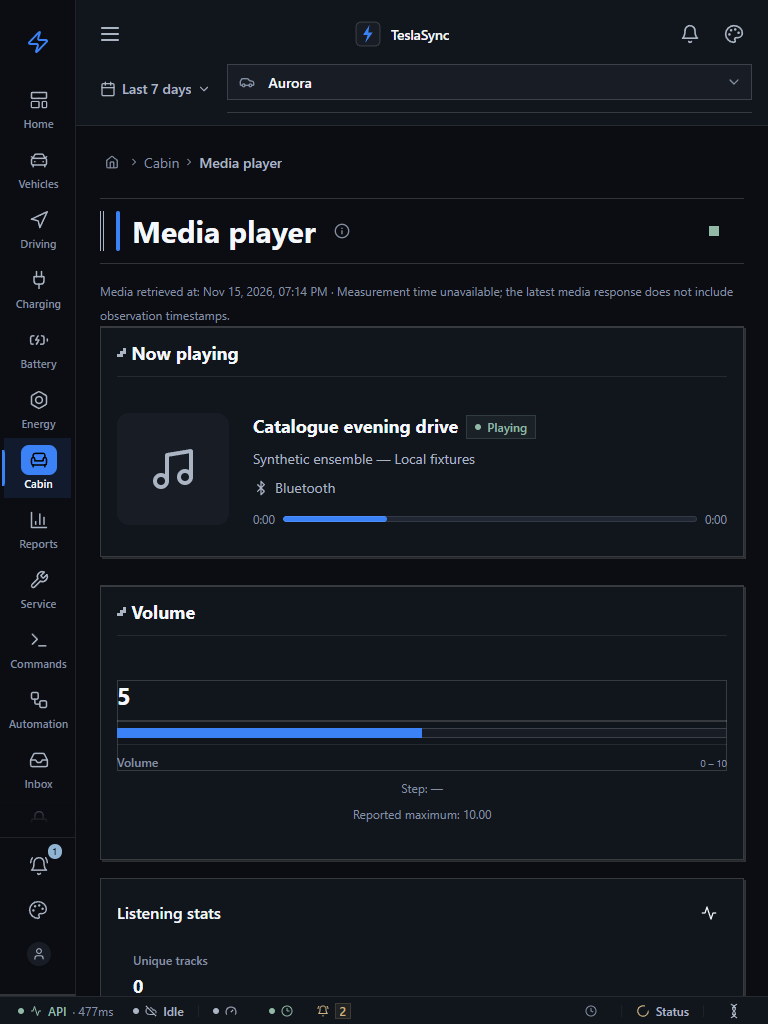 TeslaSync
Last 7 days
Aurora
Home
Vehicles
Driving
Charging
Battery
Energy
Cabin
Reports
Service
Commands
Automation
Inbox
1
Cabin
Media player
Media player
Media retrieved at: Nov 15, 2026, 07:14 PM · Measurement time unavailable; the latest media response does not include
observation timestamps.
Now playing
Catalogue evening drive
Playing
Synthetic ensemble — Local fixtures
Bluetooth
0:00
0:00
Volume
5
Volume
0 – 10
Step: —
Reported maximum: 10.00
Listening stats
Unique tracks
0
API · 477ms
Idle
2
Status